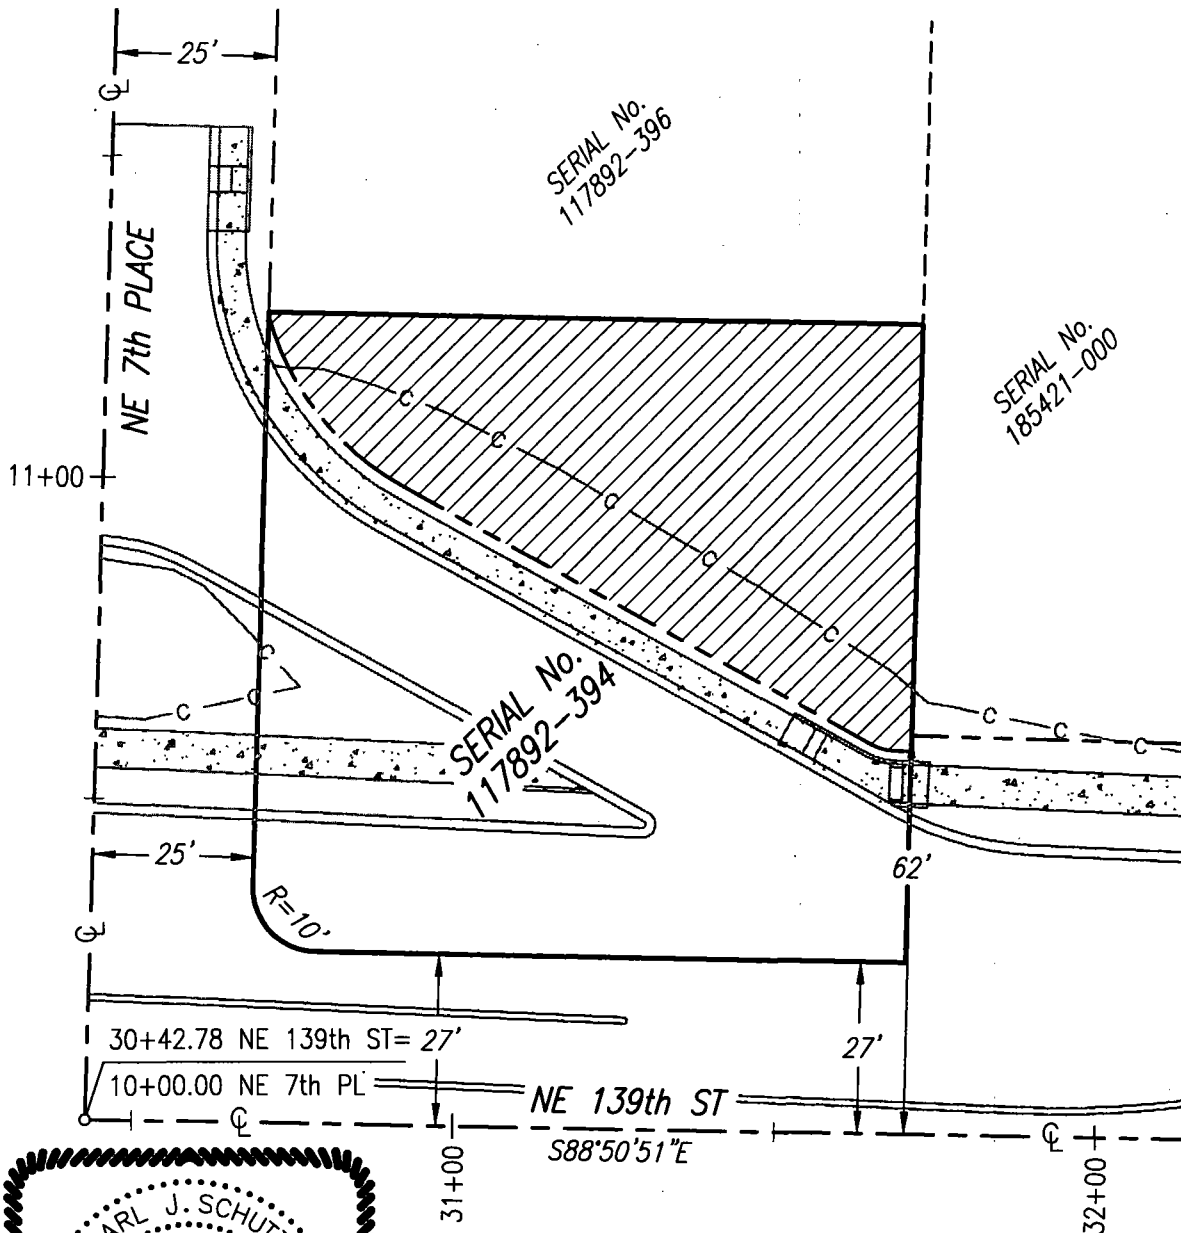 25'
℄
SERIAL No.
117892-396
NE 7th PLACE
SERIAL No.
185421-000
C
C
11+00
C
C
C
C
SERIAL No.
117892-394
C
C
C
C
C
25'
62'
R=10'
℄
30+42.78 NE 139th ST=
27'
27'
10+00.00 NE 7th PL
NE 139th ST
℄
℄
S88°50'51"E
31+00
32+00
ARL J. SCHUT